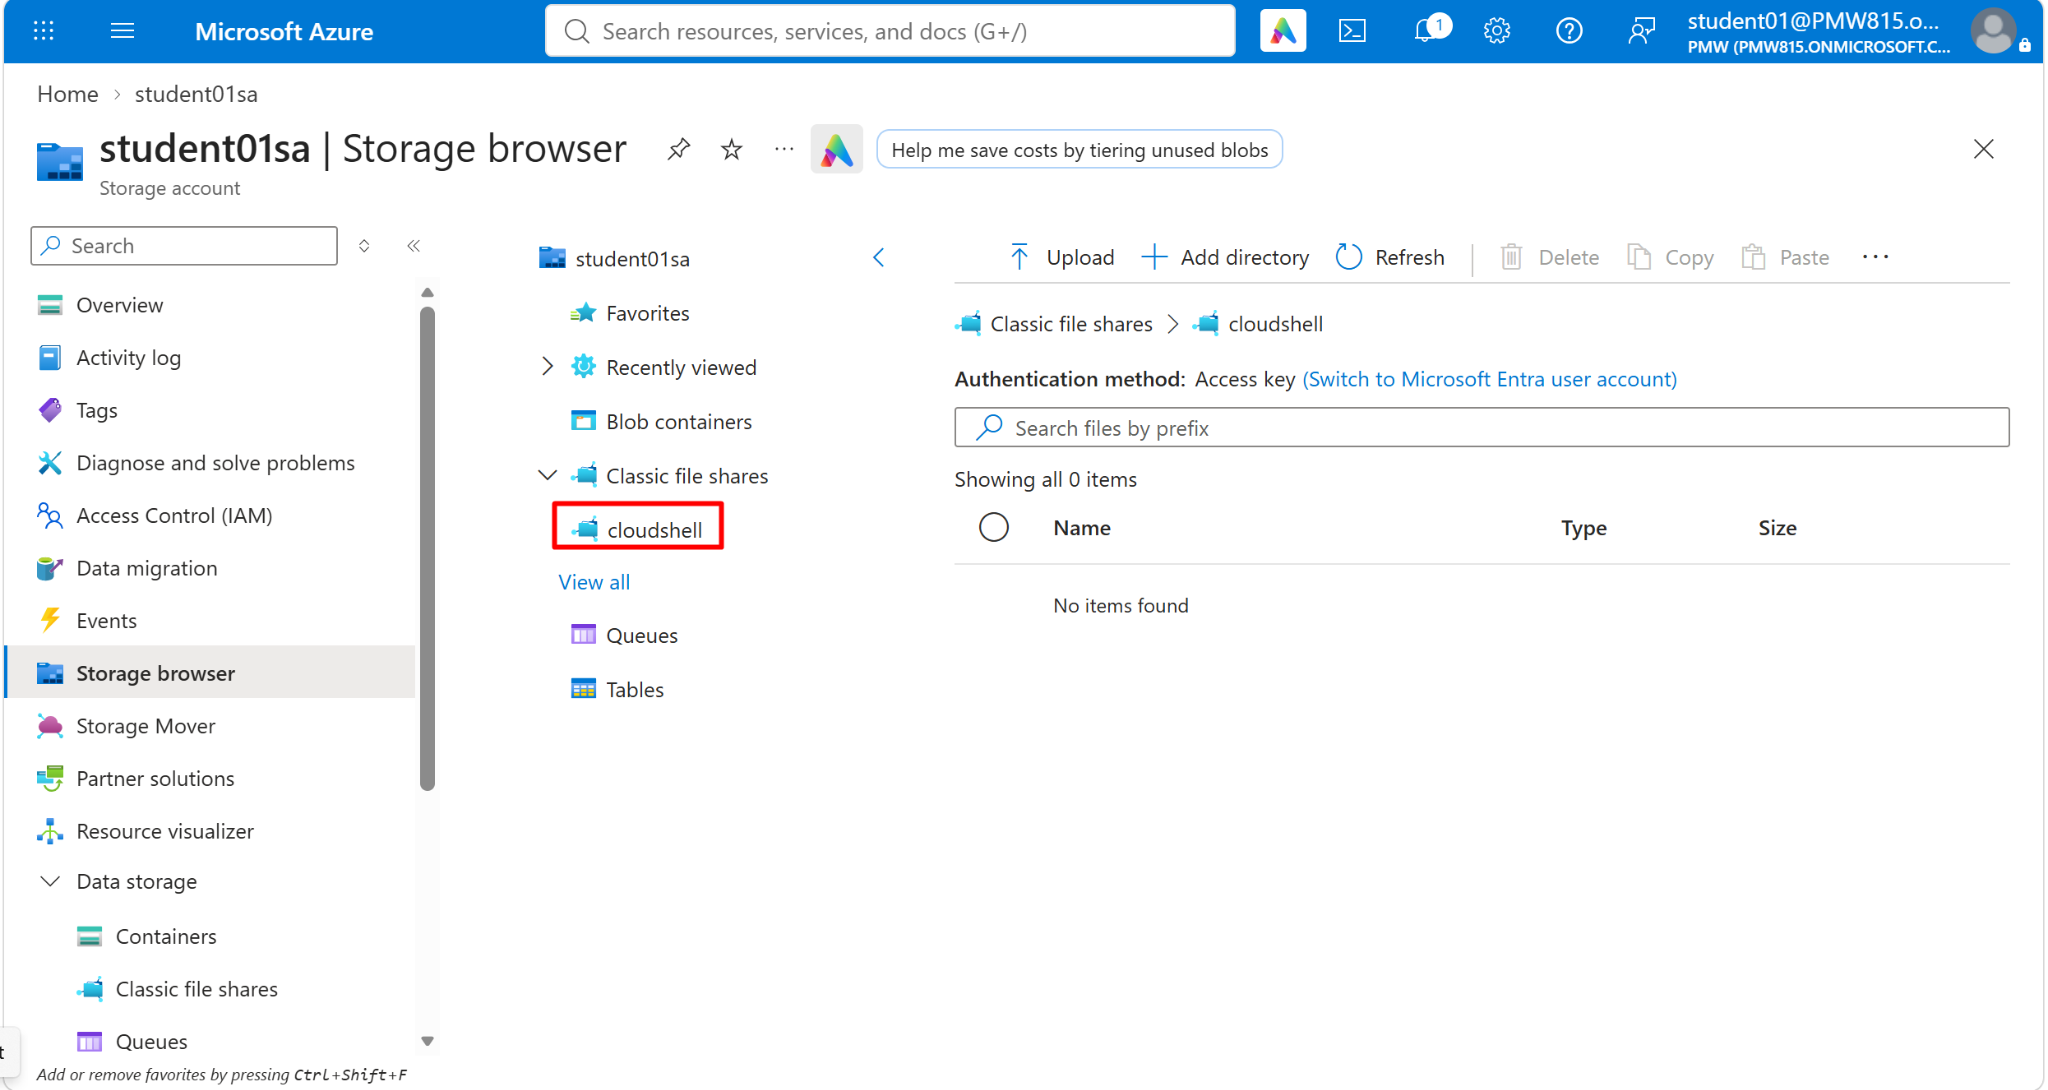 Microsoft Azure
Search resources, services, and docs (G+/)
1
student01@PMW815.o...
PMW (PMW815.ONMICROSOFT.C...
Home > student01sa
student01sa | Storage browser
Help me save costs by tiering unused blobs
Storage account
Search
Overview
Activity log
Tags
Diagnose and solve problems
Access Control (IAM)
Data migration
Events
Storage browser
Storage Mover
Partner solutions
Resource visualizer
Data storage
Containers
Classic file shares
Queues
Add or remove favorites by pressing Ctrl+Shift+F
t
student01sa
Favorites
Recently viewed
Blob containers
Classic file shares
cloudshell
View all
Queues
Tables
Upload
Add directory
Refresh
Delete
Copy
Paste
Classic file shares > cloudshell
Authentication method: Access key (Switch to Microsoft Entra user account)
Search files by prefix
Showing all 0 items
Name Type Size
No items found